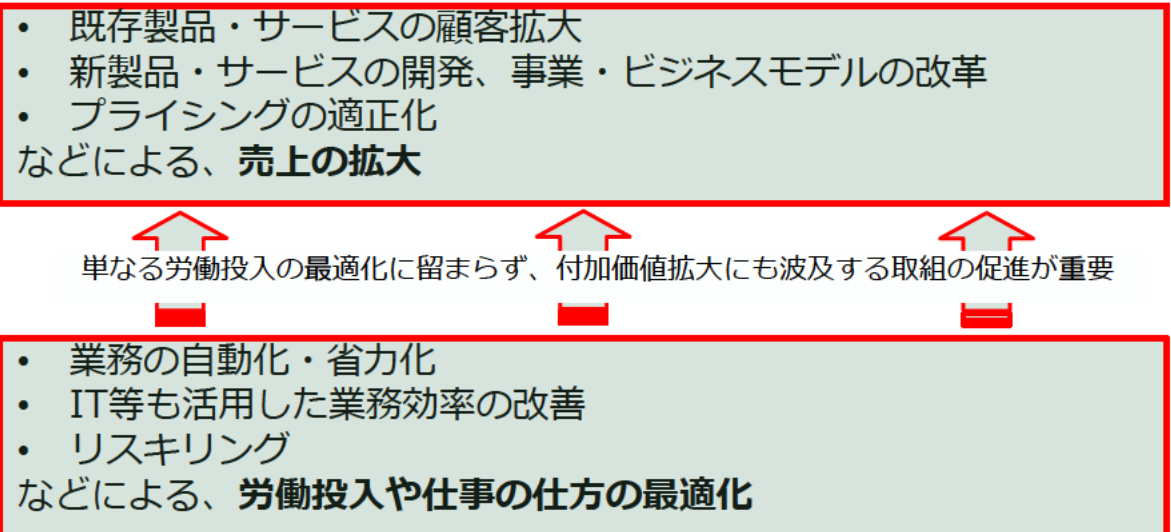 • 既存製品・サービスの顧客拡大
• 新製品・サービスの開発、事業・ビジネスモデルの改革
• プライシングの適正化
などによる、売上の拡大
単なる労働投入の最適化に留まらず、付加価値拡大にも波及する取組の促進が重要
• 業務の自動化・省力化
• IT等も活用した業務効率の改善
• リスキリング
などによる、労働投入や仕事の仕方の最適化